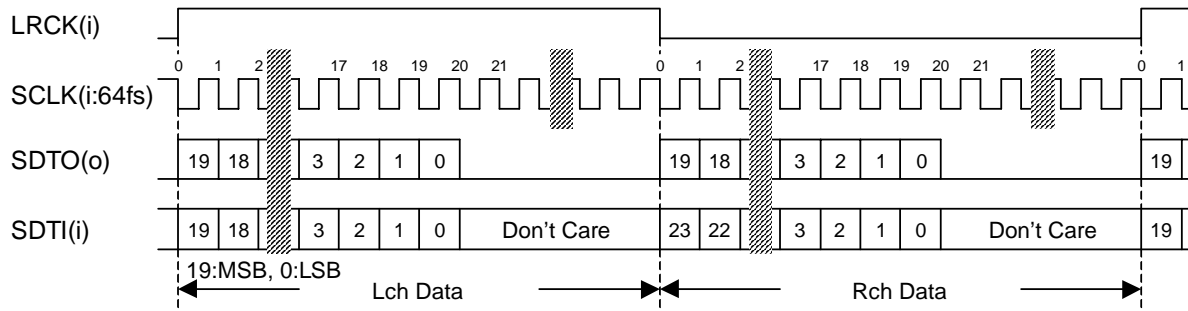 LRCK(i)
0 1 2 17 18 19 20 21 0 1 2 17 18 19 20 21 0 1
SCLK(i:64fs)
SDTO(o) 19 18 3 2 1 0 19 18 3 2 1 0 19
SDTI(i) 19 18 3 2 1 0 Don't Care 23 22 3 2 1 0 Don't Care 19
19:MSB, 0:LSB
Lch Data Rch Data